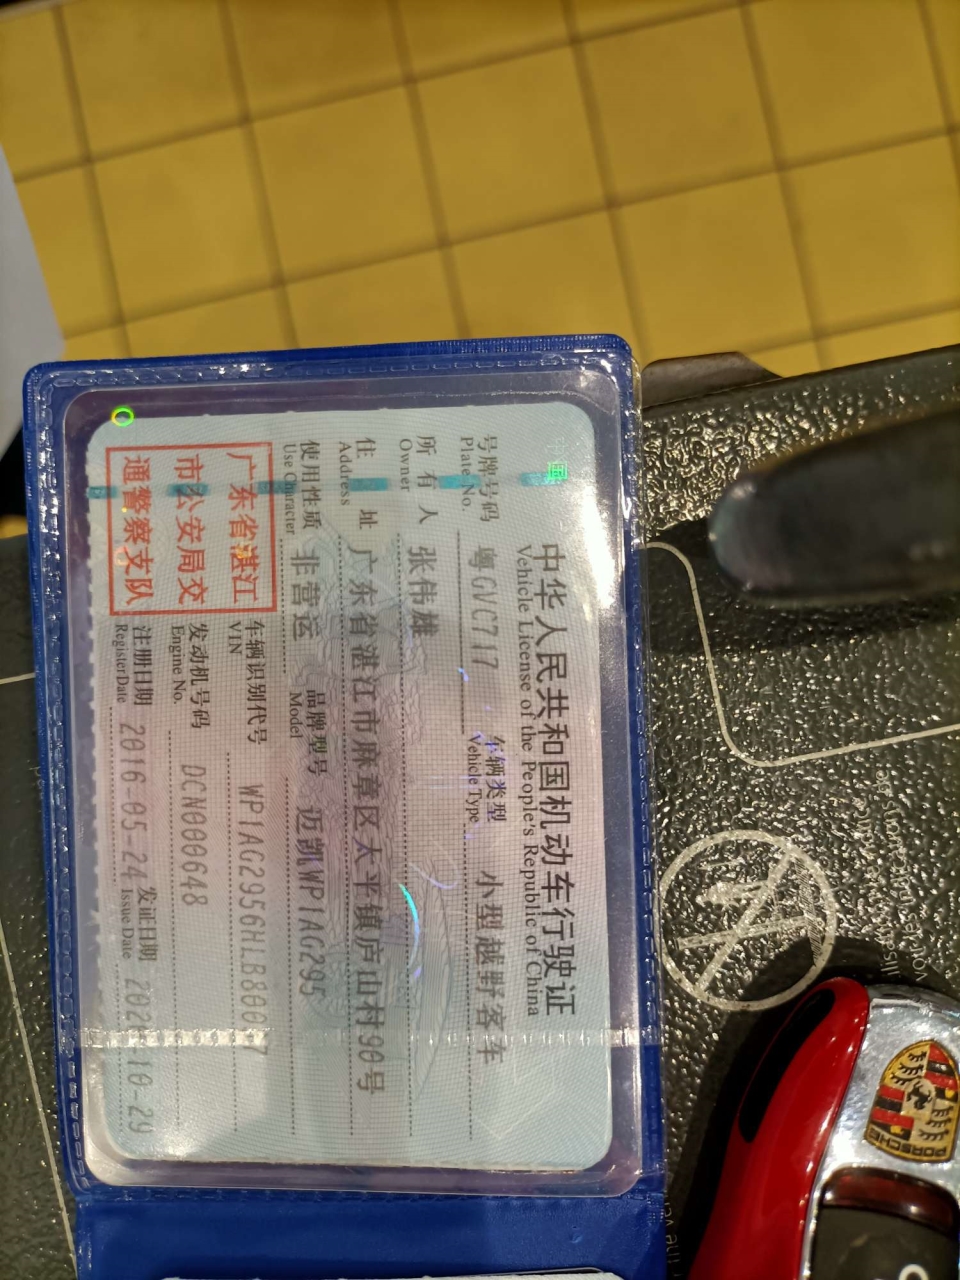 中华人民共和国机动车行驶证
Vehicle License of the People's Republic of China
号牌号码 粤GVC717 车辆类型 小型越野客车
Plate No. Vehicle Type
所有人 张伟雄
Owner
住址 广东省湛江市麻章区太平镇庐山村90号
Address
使用性质 非营运 品牌型号 迈凯WP1AG295
Use Character Model
广东省湛江
市公安局交
通警察支队
车辆识别代号
VIN
发动机号码 DCN000648
Engine No.
注册日期 2016-05-24 发证日期
Register Date Issue Date
PORSCHE